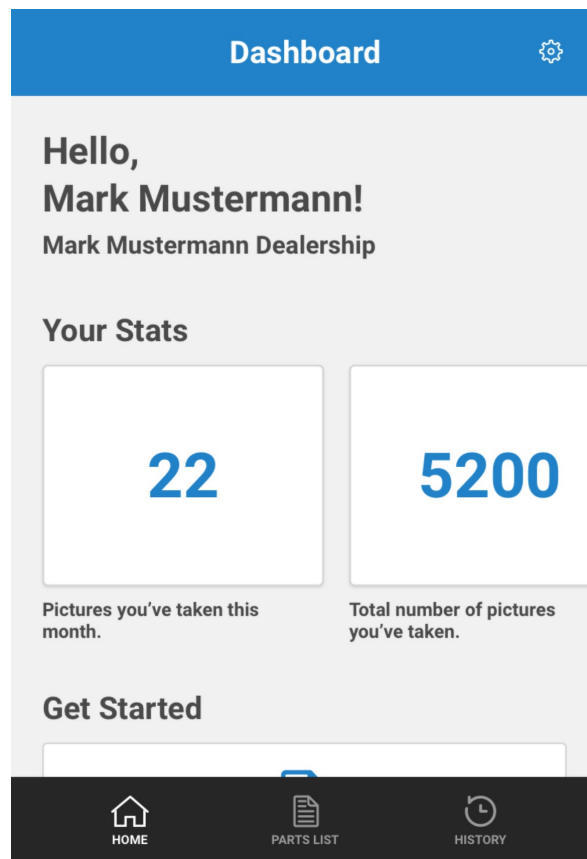 Dashboard
Hello,
Mark Mustermann!
Mark Mustermann Dealership
Your Stats
22
5200
Pictures you’ve taken this
month.
Total number of pictures
you’ve taken.
Get Started
HOME
PARTS LIST
HISTORY